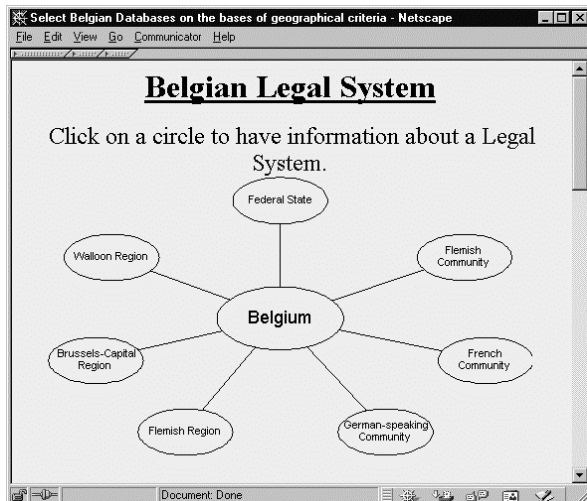 Select Belgian Databases on the bases of geographical criteria - Netscape
File Edit View Go Communicator Help
Belgian Legal System
Click on a circle to have information about a Legal
System.
Federal State
Walloon Region
Flemish
Community
Belgium
Brussels-Capital
Region
French
Community
Flemish Region
German-speaking
Community
Document: Done